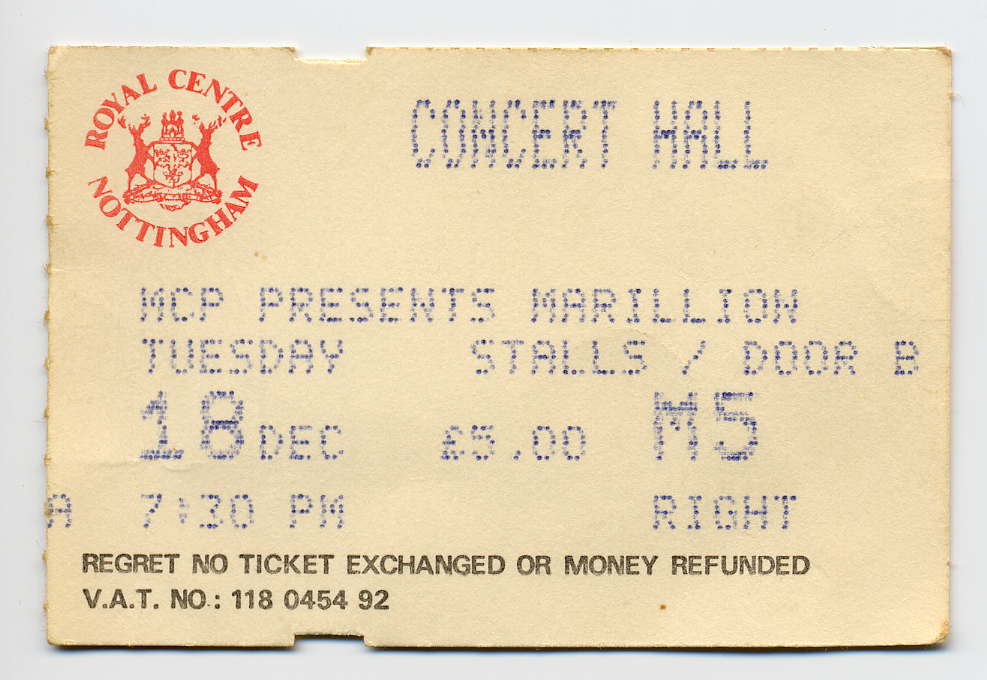 ROYAL CENTRE
NOTTINGHAM
CONCERT HALL
MCP PRESENTS MARILLION
TUESDAY STALLS / DOOR B
18 DEC £5.00 M5
A 7:30 PM RIGHT
REGRET NO TICKET EXCHANGED OR MONEY REFUNDED
V.A.T. NO.: 118 0454 92